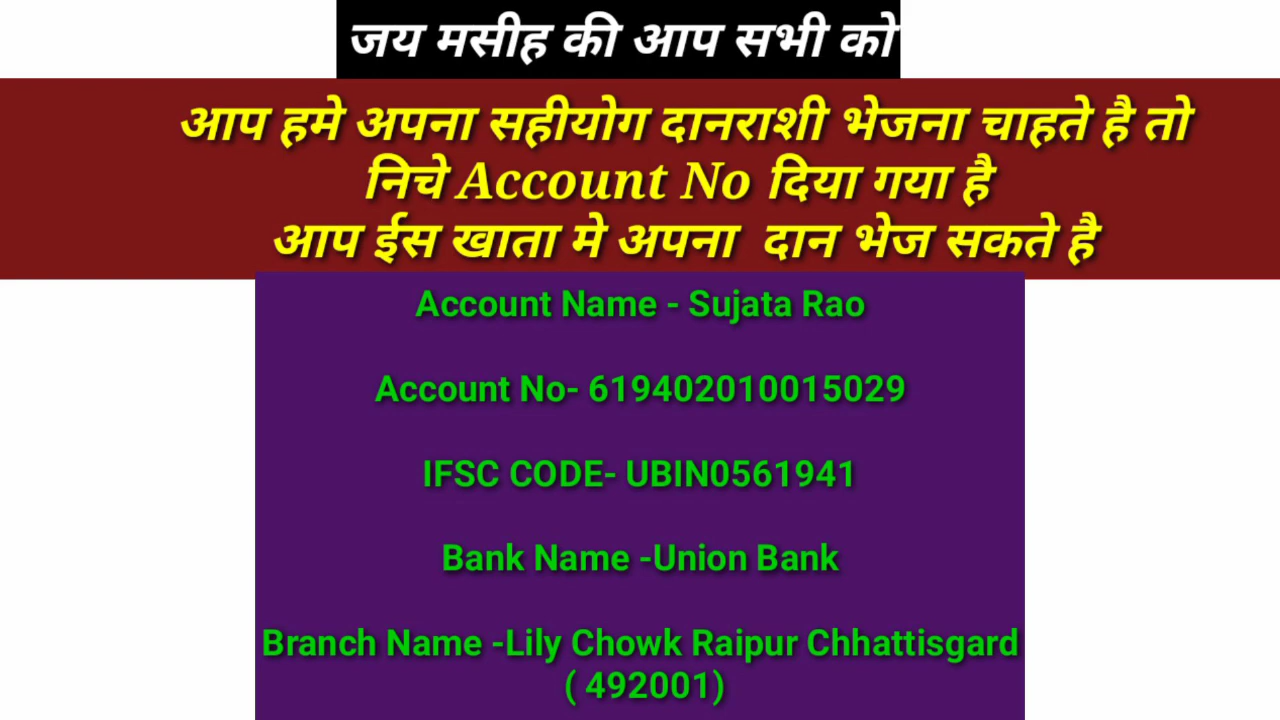 जय मसीह की आप सभी को
आप हमे अपना सहीयोग दानराशी भेजना चाहते है तो
निचे Account No दिया गया है
आप ईस खाता मे अपना दान भेज सकते है
Account Name - Sujata Rao
Account No- 619402010015029
IFSC CODE- UBIN0561941
Bank Name -Union Bank
Branch Name -Lily Chowk Raipur Chhattisgard
( 492001)